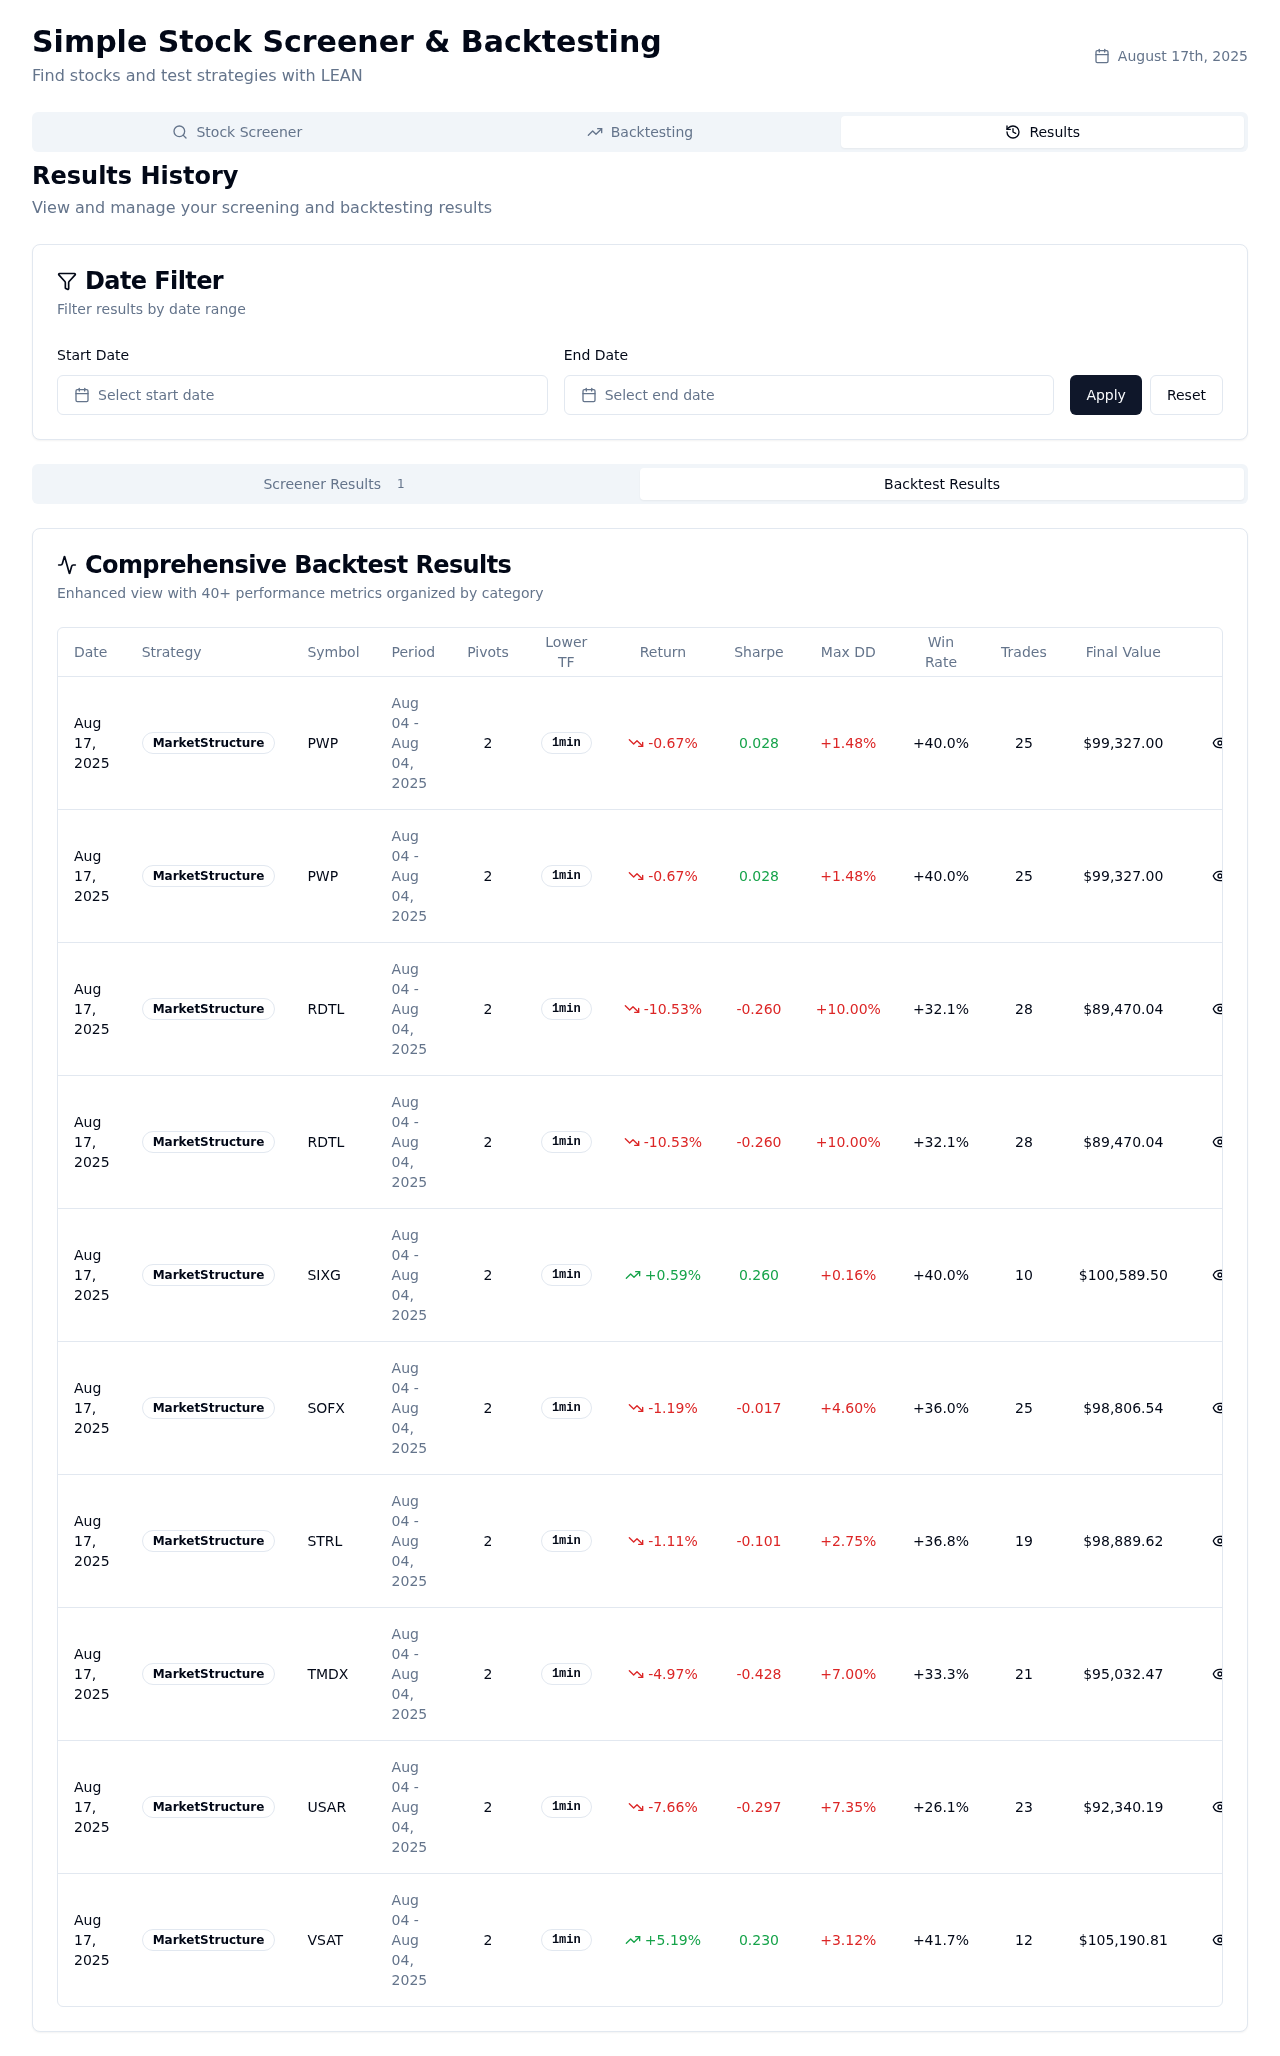 Simple Stock Screener & Backtesting
Find stocks and test strategies with LEAN
August 17th, 2025
Stock Screener
Backtesting
Results
Results History
View and manage your screening and backtesting results
Date Filter
Filter results by date range
Start Date
End Date
Select start date
Select end date
Apply
Reset
Screener Results 1
Backtest Results
Comprehensive Backtest Results
Enhanced view with 40+ performance metrics organized by category
Date Strategy Symbol Period Pivots Lower TF Return Sharpe Max DD Win Rate Trades Final Value
Aug 17, 2025 MarketStructure PWP Aug 04 - Aug 04, 2025 2 1min -0.67% 0.028 +1.48% +40.0% 25 $99,327.00
Aug 17, 2025 MarketStructure PWP Aug 04 - Aug 04, 2025 2 1min -0.67% 0.028 +1.48% +40.0% 25 $99,327.00
Aug 17, 2025 MarketStructure RDTL Aug 04 - Aug 04, 2025 2 1min -10.53% -0.260 +10.00% +32.1% 28 $89,470.04
Aug 17, 2025 MarketStructure RDTL Aug 04 - Aug 04, 2025 2 1min -10.53% -0.260 +10.00% +32.1% 28 $89,470.04
Aug 17, 2025 MarketStructure SIXG Aug 04 - Aug 04, 2025 2 1min +0.59% 0.260 +0.16% +40.0% 10 $100,589.50
Aug 17, 2025 MarketStructure SOFX Aug 04 - Aug 04, 2025 2 1min -1.19% -0.017 +4.60% +36.0% 25 $98,806.54
Aug 17, 2025 MarketStructure STRL Aug 04 - Aug 04, 2025 2 1min -1.11% -0.101 +2.75% +36.8% 19 $98,889.62
Aug 17, 2025 MarketStructure TMDX Aug 04 - Aug 04, 2025 2 1min -4.97% -0.428 +7.00% +33.3% 21 $95,032.47
Aug 17, 2025 MarketStructure USAR Aug 04 - Aug 04, 2025 2 1min -7.66% -0.297 +7.35% +26.1% 23 $92,340.19
Aug 17, 2025 MarketStructure VSAT Aug 04 - Aug 04, 2025 2 1min +5.19% 0.230 +3.12% +41.7% 12 $105,190.81